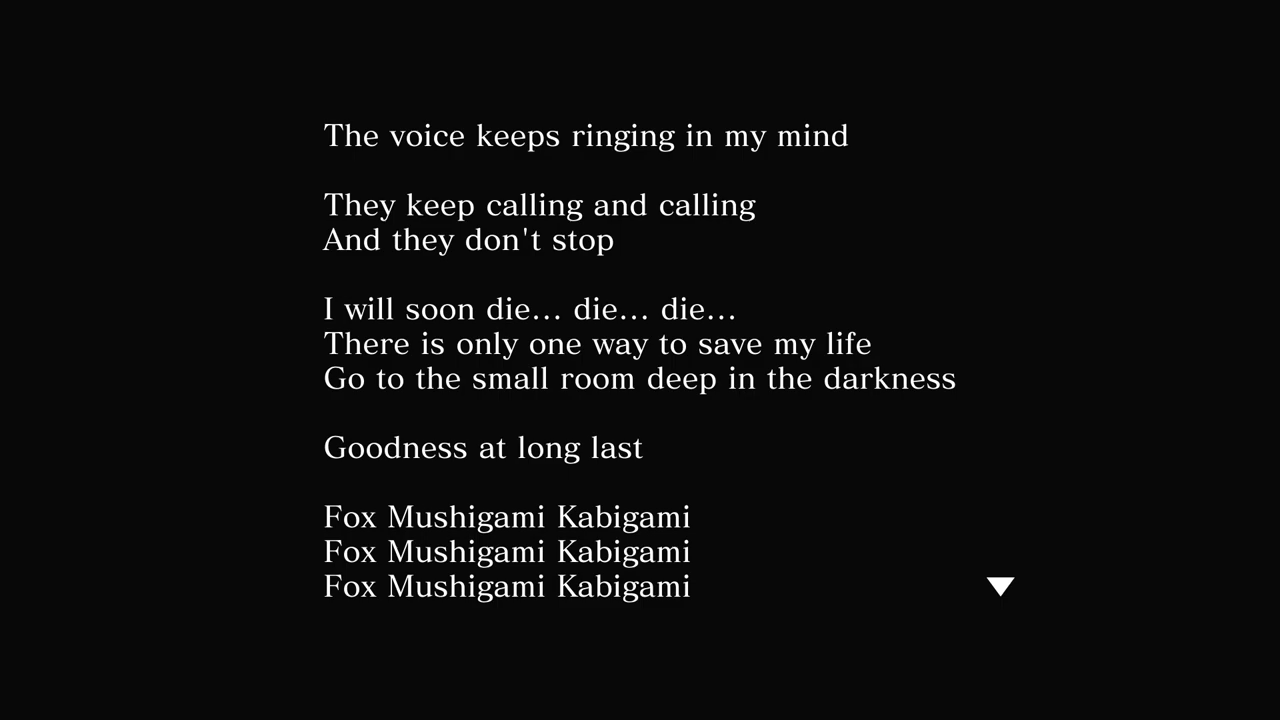 The voice keeps ringing in my mind
They keep calling and calling
And they don't stop
I will soon die... die... die...
There is only one way to save my life
Go to the small room deep in the darkness
Goodness at long last
Fox Mushigami Kabigami
Fox Mushigami Kabigami
Fox Mushigami Kabigami